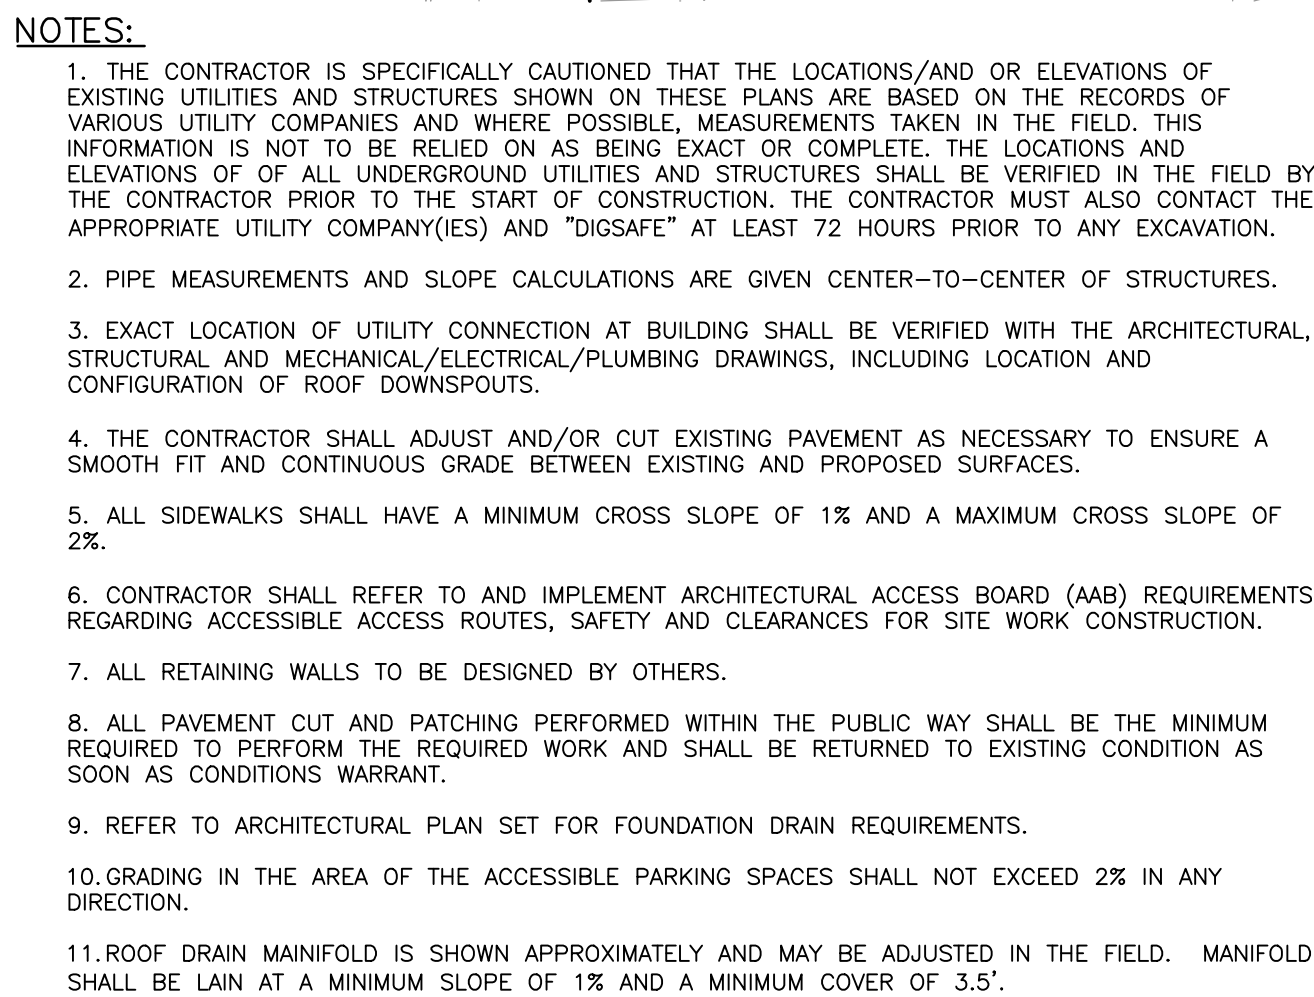 NOTES:
1. THE CONTRACTOR IS SPECIFICALLY CAUTIONED THAT THE LOCATIONS/AND OR ELEVATIONS OF
EXISTING UTILITIES AND STRUCTURES SHOWN ON THESE PLANS ARE BASED ON THE RECORDS OF
VARIOUS UTILITY COMPANIES AND WHERE POSSIBLE, MEASUREMENTS TAKEN IN THE FIELD. THIS
INFORMATION IS NOT TO BE RELIED ON AS BEING EXACT OR COMPLETE. THE LOCATIONS AND
ELEVATIONS OF OF ALL UNDERGROUND UTILITIES AND STRUCTURES SHALL BE VERIFIED IN THE FIELD BY
THE CONTRACTOR PRIOR TO THE START OF CONSTRUCTION. THE CONTRACTOR MUST ALSO CONTACT THE
APPROPRIATE UTILITY COMPANY(IES) AND "DIGSAFE" AT LEAST 72 HOURS PRIOR TO ANY EXCAVATION.
2. PIPE MEASUREMENTS AND SLOPE CALCULATIONS ARE GIVEN CENTER-TO-CENTER OF STRUCTURES.
3. EXACT LOCATION OF UTILITY CONNECTION AT BUILDING SHALL BE VERIFIED WITH THE ARCHITECTURAL,
STRUCTURAL AND MECHANICAL/ELECTRICAL/PLUMBING DRAWINGS, INCLUDING LOCATION AND
CONFIGURATION OF ROOF DOWNSPOUTS.
4. THE CONTRACTOR SHALL ADJUST AND/OR CUT EXISTING PAVEMENT AS NECESSARY TO ENSURE A
SMOOTH FIT AND CONTINUOUS GRADE BETWEEN EXISTING AND PROPOSED SURFACES.
5. ALL SIDEWALKS SHALL HAVE A MINIMUM CROSS SLOPE OF 1% AND A MAXIMUM CROSS SLOPE OF
2%.
6. CONTRACTOR SHALL REFER TO AND IMPLEMENT ARCHITECTURAL ACCESS BOARD (AAB) REQUIREMENTS
REGARDING ACCESSIBLE ACCESS ROUTES, SAFETY AND CLEARANCES FOR SITE WORK CONSTRUCTION.
7. ALL RETAINING WALLS TO BE DESIGNED BY OTHERS.
8. ALL PAVEMENT CUT AND PATCHING PERFORMED WITHIN THE PUBLIC WAY SHALL BE THE MINIMUM
REQUIRED TO PERFORM THE REQUIRED WORK AND SHALL BE RETURNED TO EXISTING CONDITION AS
SOON AS CONDITIONS WARRANT.
9. REFER TO ARCHITECTURAL PLAN SET FOR FOUNDATION DRAIN REQUIREMENTS.
10. GRADING IN THE AREA OF THE ACCESSIBLE PARKING SPACES SHALL NOT EXCEED 2% IN ANY
DIRECTION.
11. ROOF DRAIN MAINIFOLD IS SHOWN APPROXIMATELY AND MAY BE ADJUSTED IN THE FIELD. MANIFOLD
SHALL BE LAIN AT A MINIMUM SLOPE OF 1% AND A MINIMUM COVER OF 3.5'.